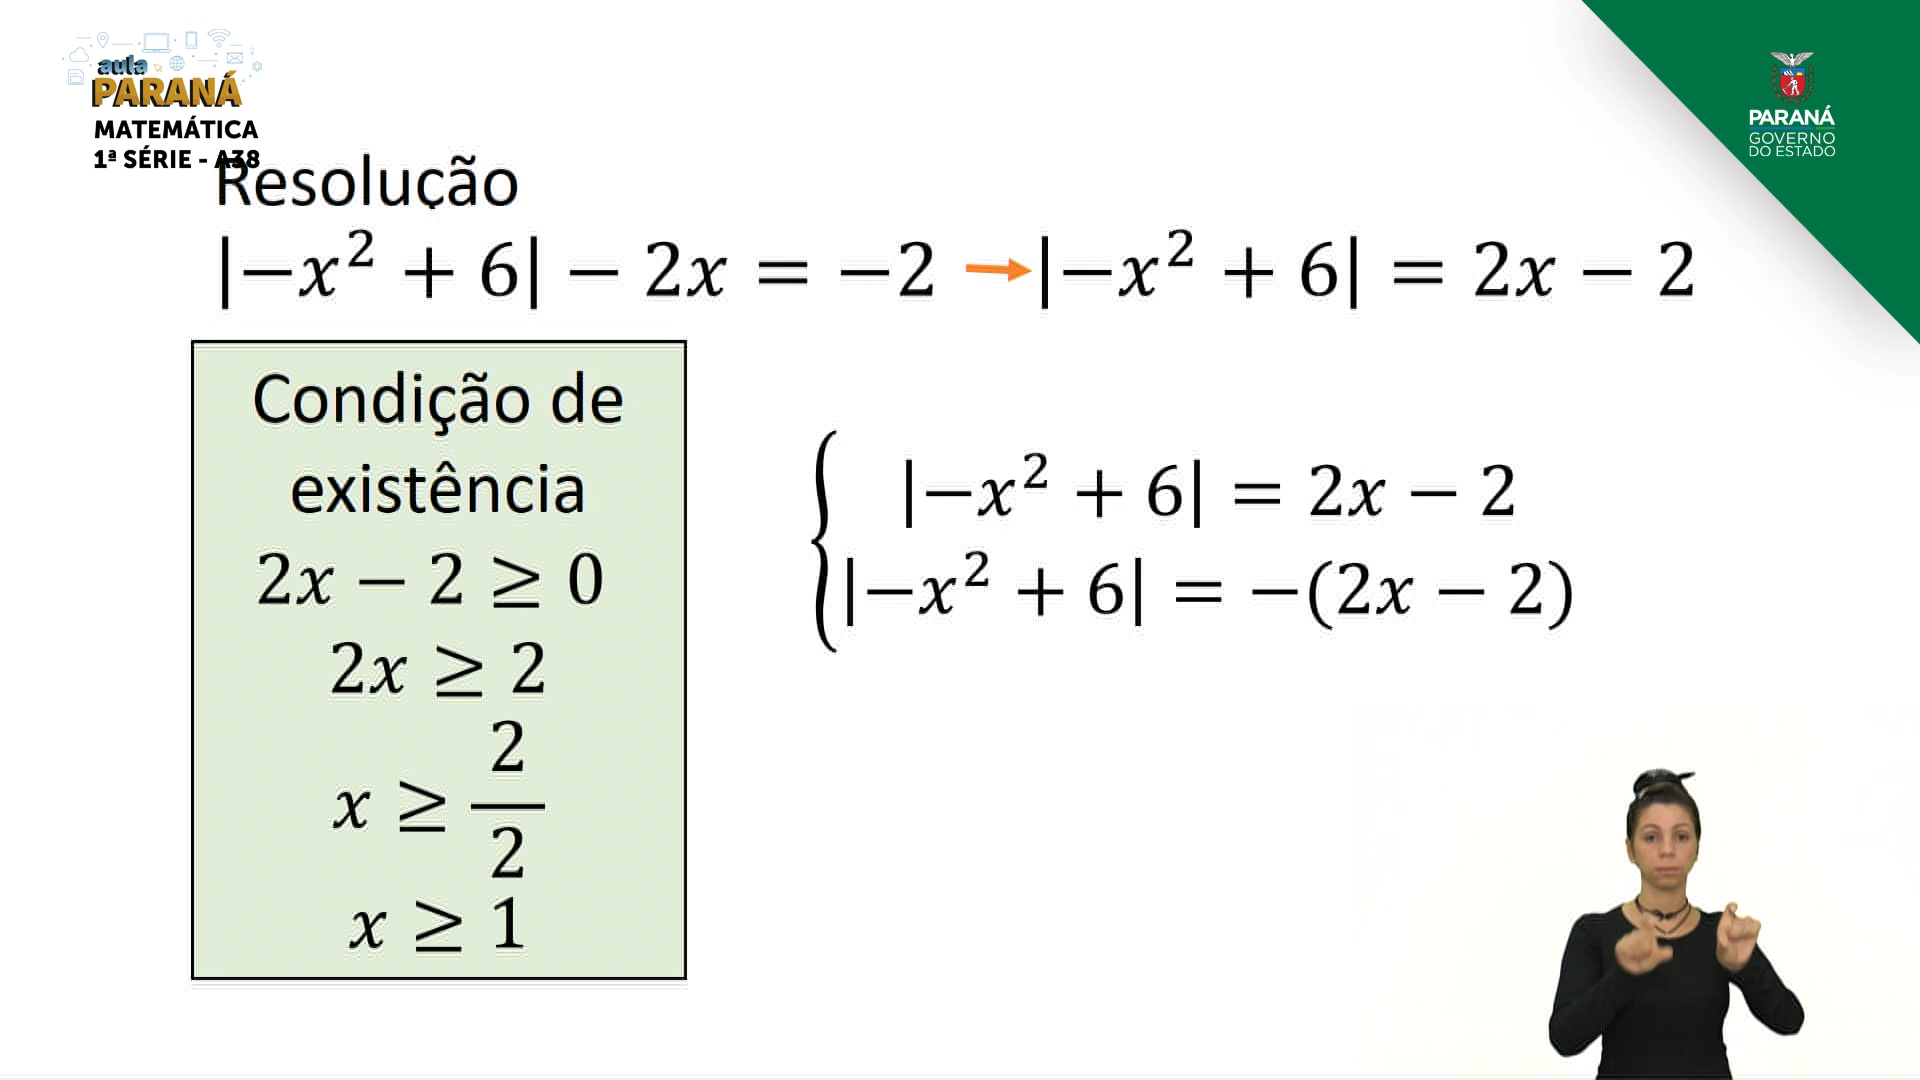 aula
PARANÁ
MATEMÁTICA
1ª SÉRIE - A38
PARANÁ
GOVERNO
DO ESTADO
Resolução
|−x² + 6| − 2x = −2 → |−x² + 6| = 2x − 2
Condição de
existência
2x − 2 ≥ 0
2x ≥ 2
x ≥ 2/2
x ≥ 1
{ |−x² + 6| = 2x − 2
|−x² + 6| = −(2x − 2)